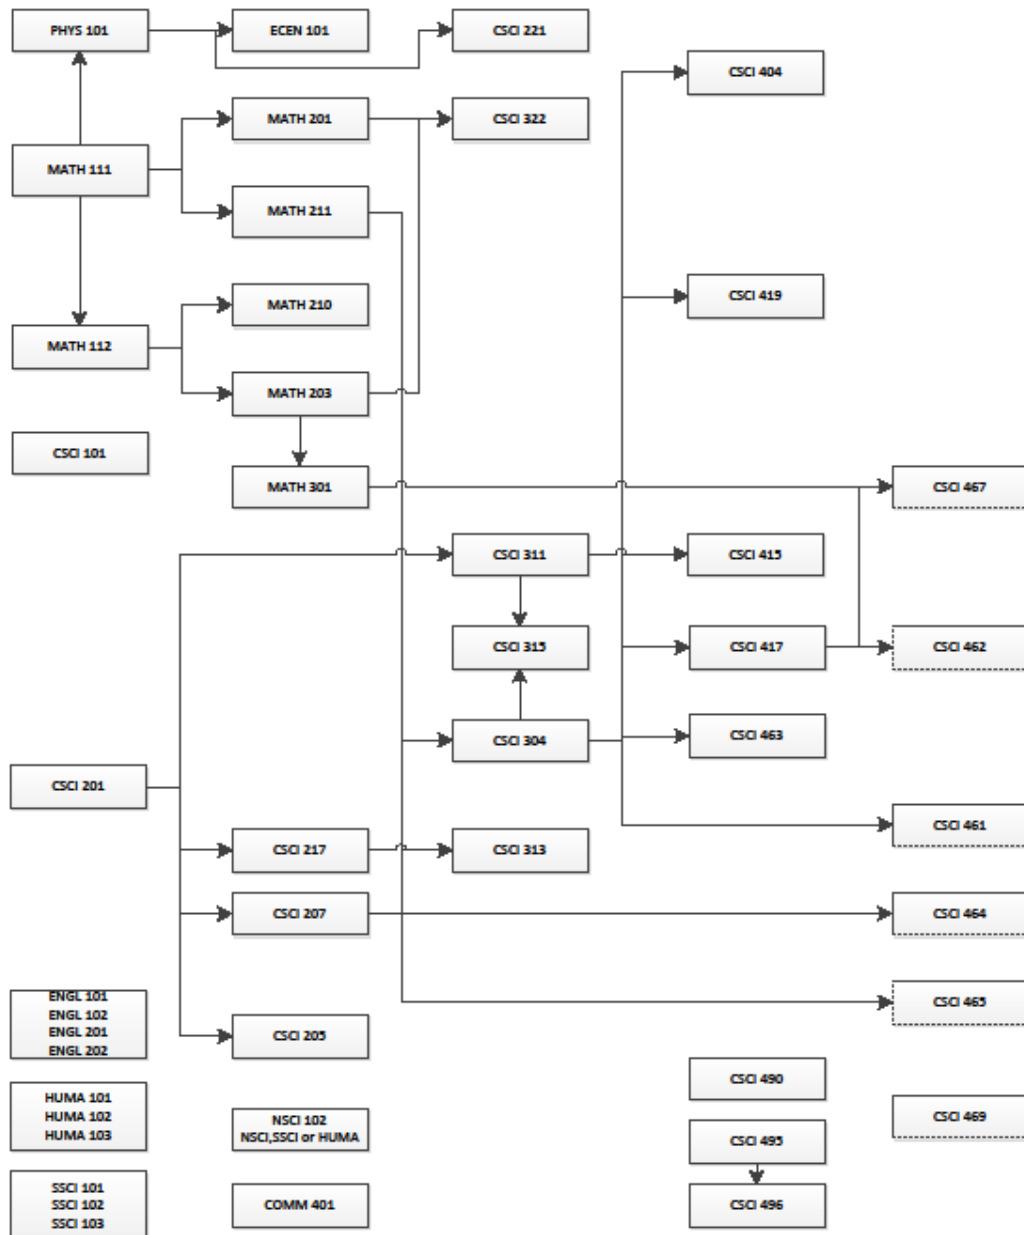 PHYS 101
ECEN 101
CSCI 221
CSCI 404
MATH 201
CSCI 322
MATH 111
MATH 211
MATH 210
CSCI 419
MATH 112
MATH 203
CSCI 101
MATH 301
CSCI 467
CSCI 311
CSCI 415
CSCI 315
CSCI 417
CSCI 462
CSCI 304
CSCI 463
CSCI 201
CSCI 461
CSCI 217
CSCI 313
CSCI 207
CSCI 464
ENGL 101
ENGL 102
ENGL 201
ENGL 202
CSCI 205
CSCI 465
CSCI 490
HUMA 101
HUMA 102
HUMA 103
NSCI 102
NSCI,SSCI or HUMA
CSCI 469
CSCI 495
SSCI 101
SSCI 102
SSCI 103
COMM 401
CSCI 496